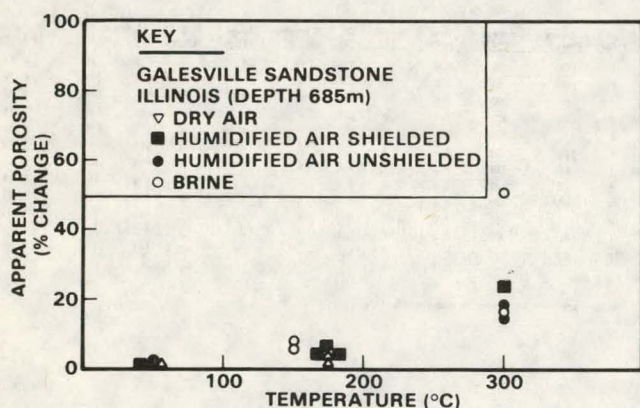 100
80
60
40
20
0
APPARENT POROSITY
(% CHANGE)
KEY
GALESVILLE SANDSTONE
ILLINOIS (DEPTH 685m)
▽ DRY AIR
■ HUMIDIFIED AIR SHIELDED
● HUMIDIFIED AIR UNSHIELDED
○ BRINE
100
200
300
TEMPERATURE (°C)